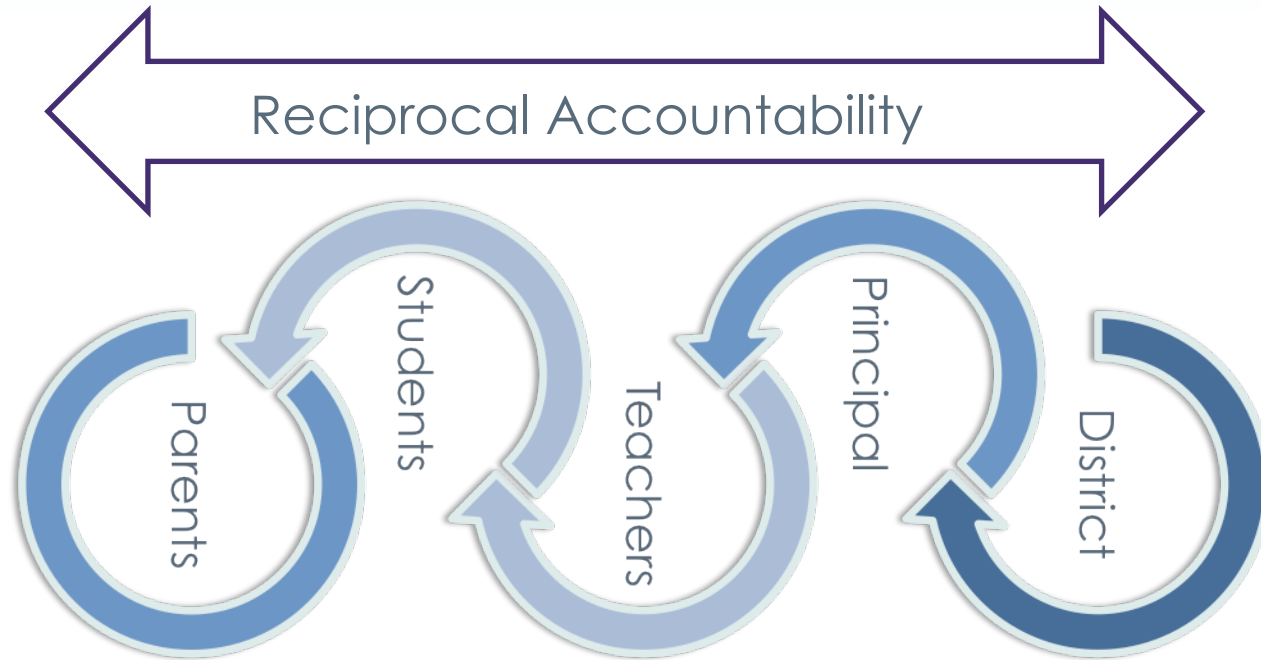 Reciprocal Accountability
Parents
Students
Teachers
Principal
District